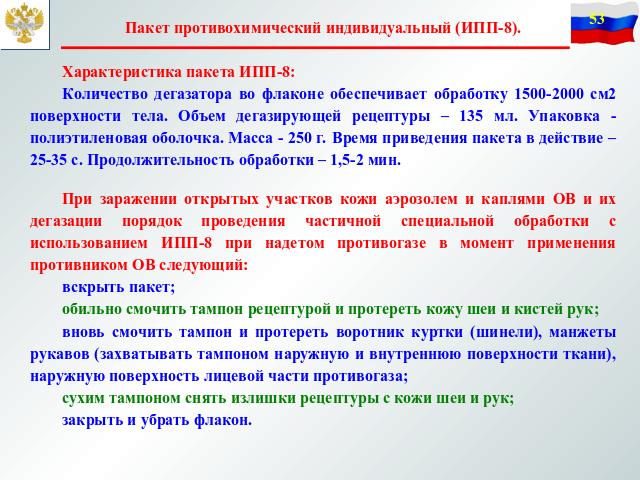 Пакет противохимический индивидуальный (ИПП-8).
53
Характеристика пакета ИПП-8:
Количество дегазатора во флаконе обеспечивает обработку 1500-2000 см2
поверхности тела. Объем дегазирующей рецептуры – 135 мл. Упаковка -
полиэтиленовая оболочка. Масса - 250 г. Время приведения пакета в действие –
25-35 с. Продолжительность обработки – 1,5-2 мин.
При заражении открытых участков кожи аэрозолем и каплями ОВ и их
дегазации порядок проведения частичной специальной обработки с
использованием ИПП-8 при надетом противогазе в момент применения
противником ОВ следующий:
вскрыть пакет;
обильно смочить тампон рецептурой и протереть кожу шеи и кистей рук;
вновь смочить тампон и протереть воротник куртки (шинели), манжеты
рукавов (захватывать тампоном наружную и внутреннюю поверхности ткани),
наружную поверхность лицевой части противогаза;
сухим тампоном снять излишки рецептуры с кожи шеи и рук;
закрыть и убрать флакон.